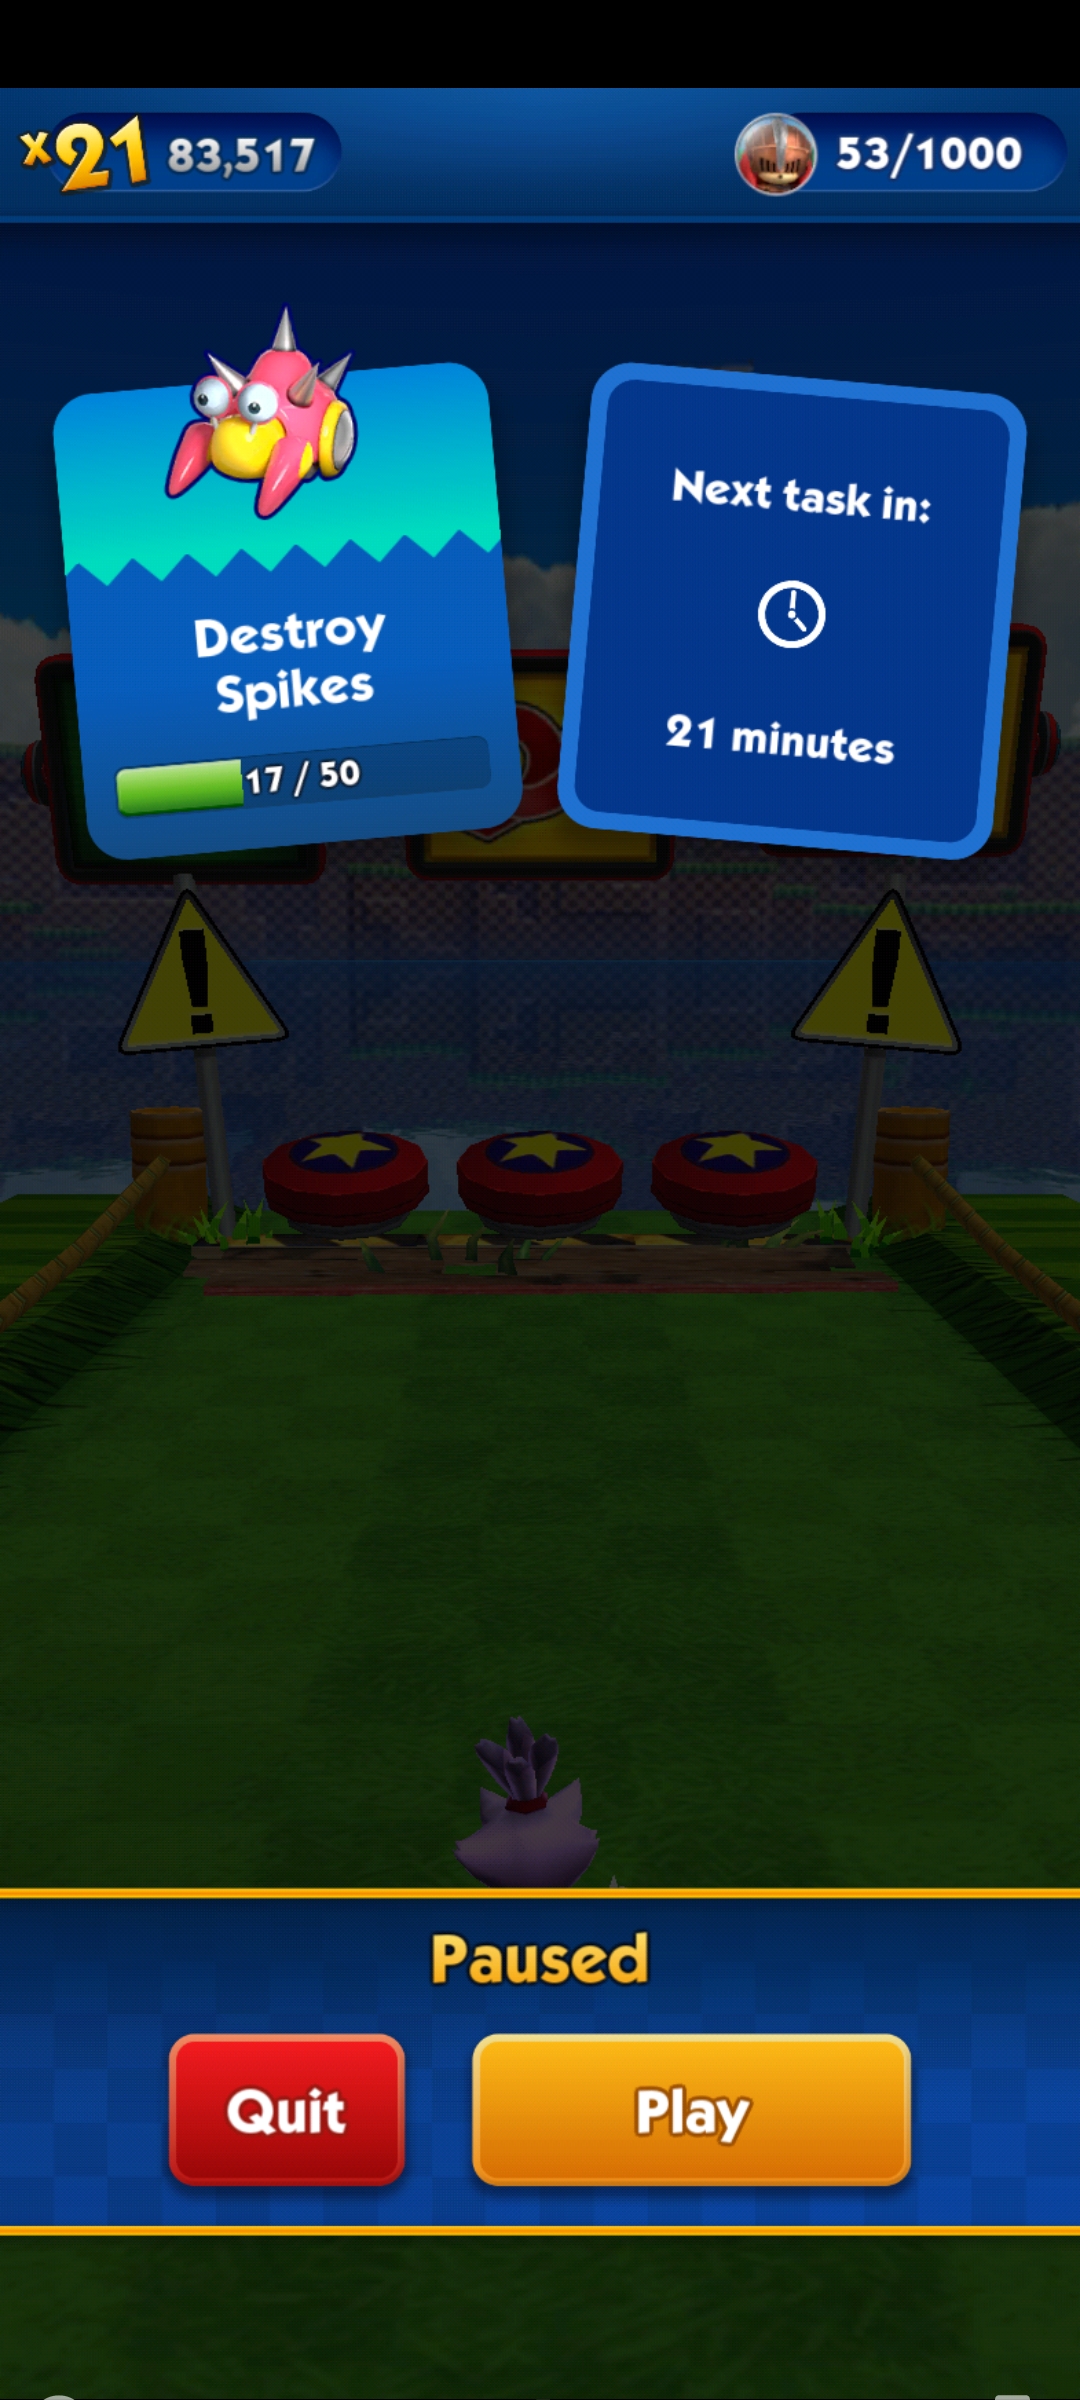 x21 83,517
53/1000
Destroy
Spikes
17 / 50
Next task in:
21 minutes
!
!
Paused
Quit
Play